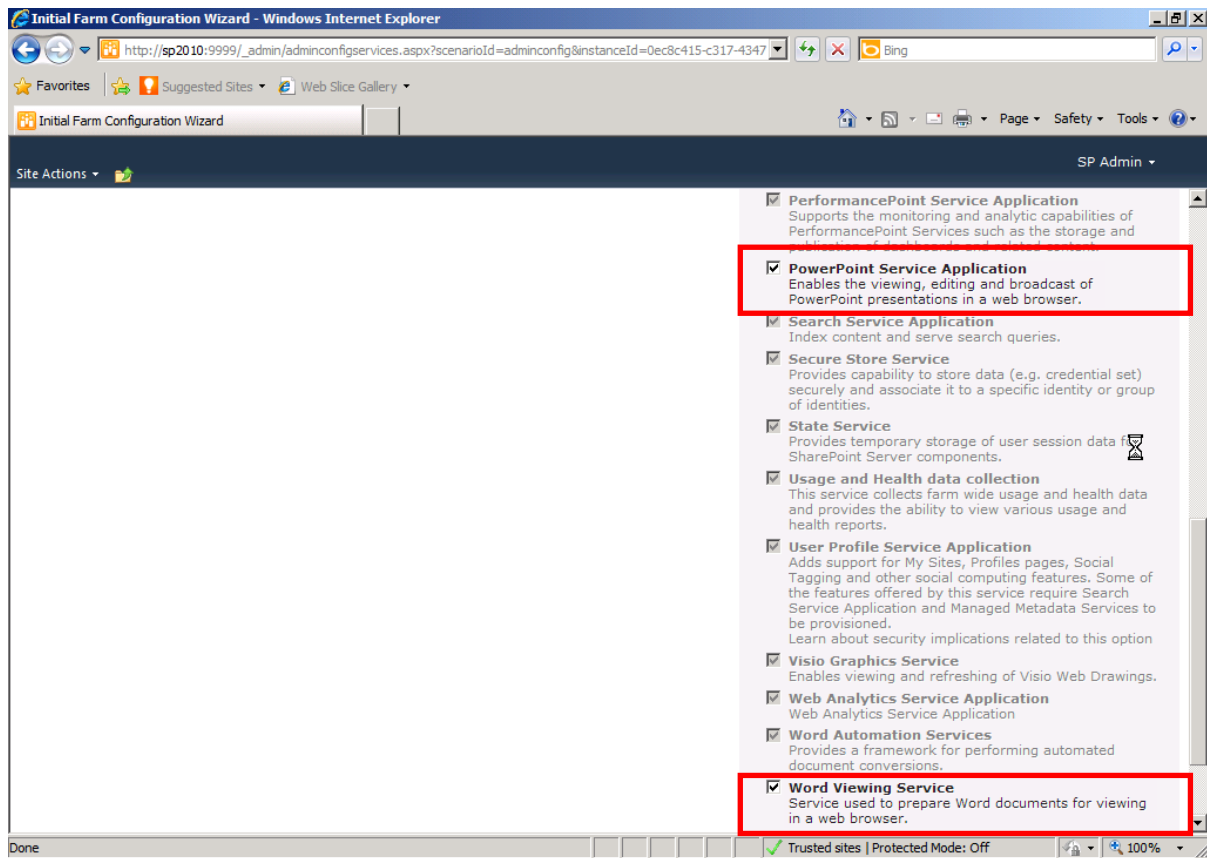 Initial Farm Configuration Wizard - Windows Internet Explorer
http://sp2010:9999/_admin/adminconfigservices.aspx?scenarioId=adminconfig&instanceId=0ec8c415-c317-4347
Bing
Favorites
Suggested Sites
Web Slice Gallery
Initial Farm Configuration Wizard
Page
Safety
Tools
SP Admin
Site Actions
PerformancePoint Service Application
Supports the monitoring and analytic capabilities of
PerformancePoint Services such as the storage and
publication of dashboards and related content.
PowerPoint Service Application
Enables the viewing, editing and broadcast of
PowerPoint presentations in a web browser.
Search Service Application
Index content and serve search queries.
Secure Store Service
Provides capability to store data (e.g. credential set)
securely and associate it to a specific identity or group
of identities.
State Service
Provides temporary storage of user session data
SharePoint Server components.
Usage and Health data collection
This service collects farm wide usage and health data
and provides the ability to view various usage and
health reports.
User Profile Service Application
Adds support for My Sites, Profiles pages, Social
Tagging and other social computing features. Some of
the features offered by this service require Search
Service Application and Managed Metadata Services to
be provisioned.
Learn about security implications related to this option
Visio Graphics Service
Enables viewing and refreshing of Visio Web Drawings.
Web Analytics Service Application
Web Analytics Service Application
Word Automation Services
Provides a framework for performing automated
document conversions.
Word Viewing Service
Service used to prepare Word documents for viewing
in a web browser.
Done
Trusted sites | Protected Mode: Off
100%